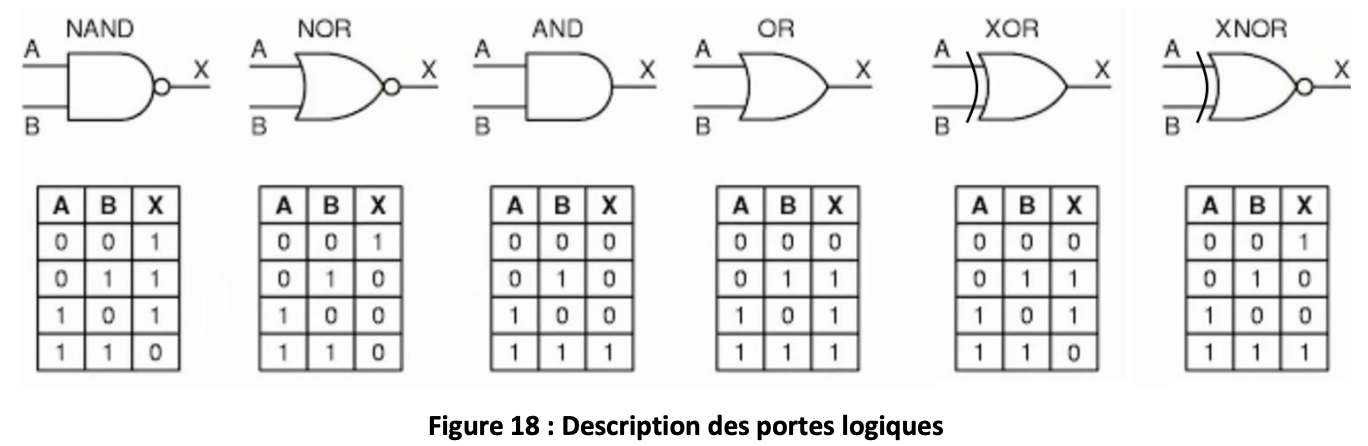 NAND NOR AND OR XOR XNOR
A A A A A A
X X X X X X
B B B B B B
A B X A B X A B X A B X A B X A B X
0 0 1 0 0 1 0 0 0 0 0 0 0 0 0 0 0 1
0 1 1 0 1 0 0 1 0 0 1 1 0 1 1 0 1 0
1 0 1 1 0 0 1 0 0 1 0 1 1 0 1 1 0 0
1 1 0 1 1 0 1 1 1 1 1 1 1 1 0 1 1 1
Figure 18 : Description des portes logiques